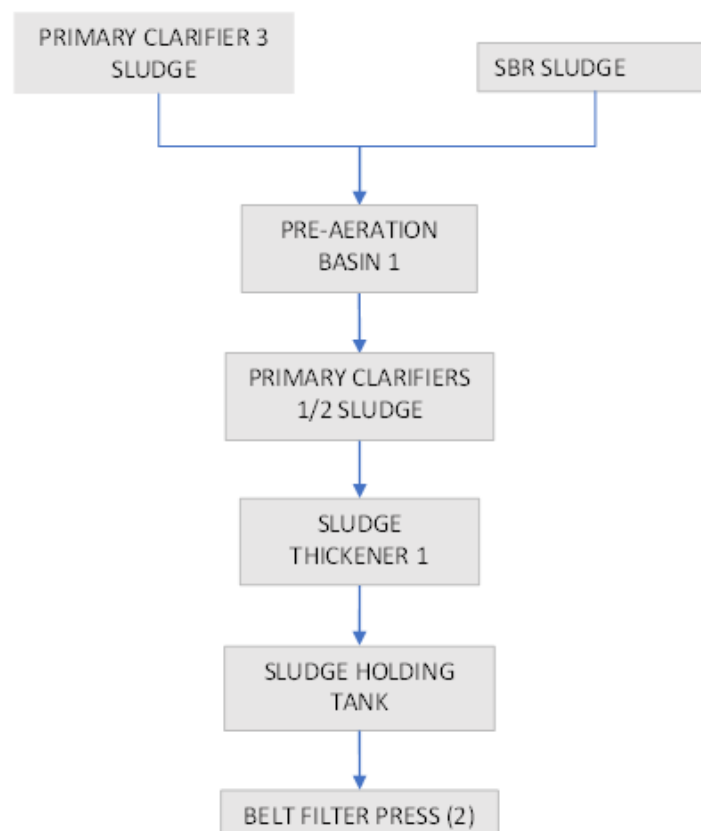 PRIMARY CLARIFIER 3
SLUDGE
SBR SLUDGE
PRE-AERATION
BASIN 1
PRIMARY CLARIFIERS
1/2 SLUDGE
SLUDGE
THICKENER 1
SLUDGE HOLDING
TANK
BELT FILTER PRESS (2)